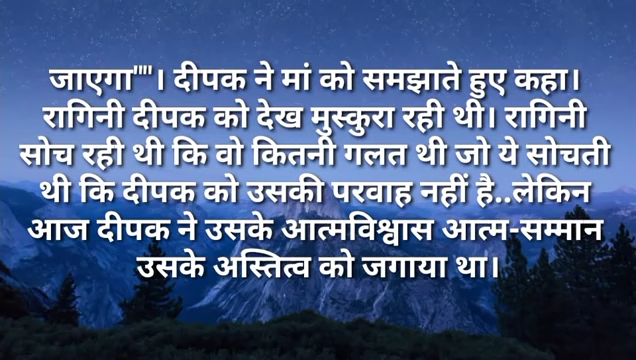 जाएगा""। दीपक ने मां को समझाते हुए कहा।
रागिनी दीपक को देख मुस्कुरा रही थी। रागिनी
सोच रही थी कि वो कितनी गलत थी जो ये सोचती
थी कि दीपक को उसकी परवाह नहीं है..लेकिन
आज दीपक ने उसके आत्मविश्वास आत्म-सम्मान
उसके अस्तित्व को जगाया था।